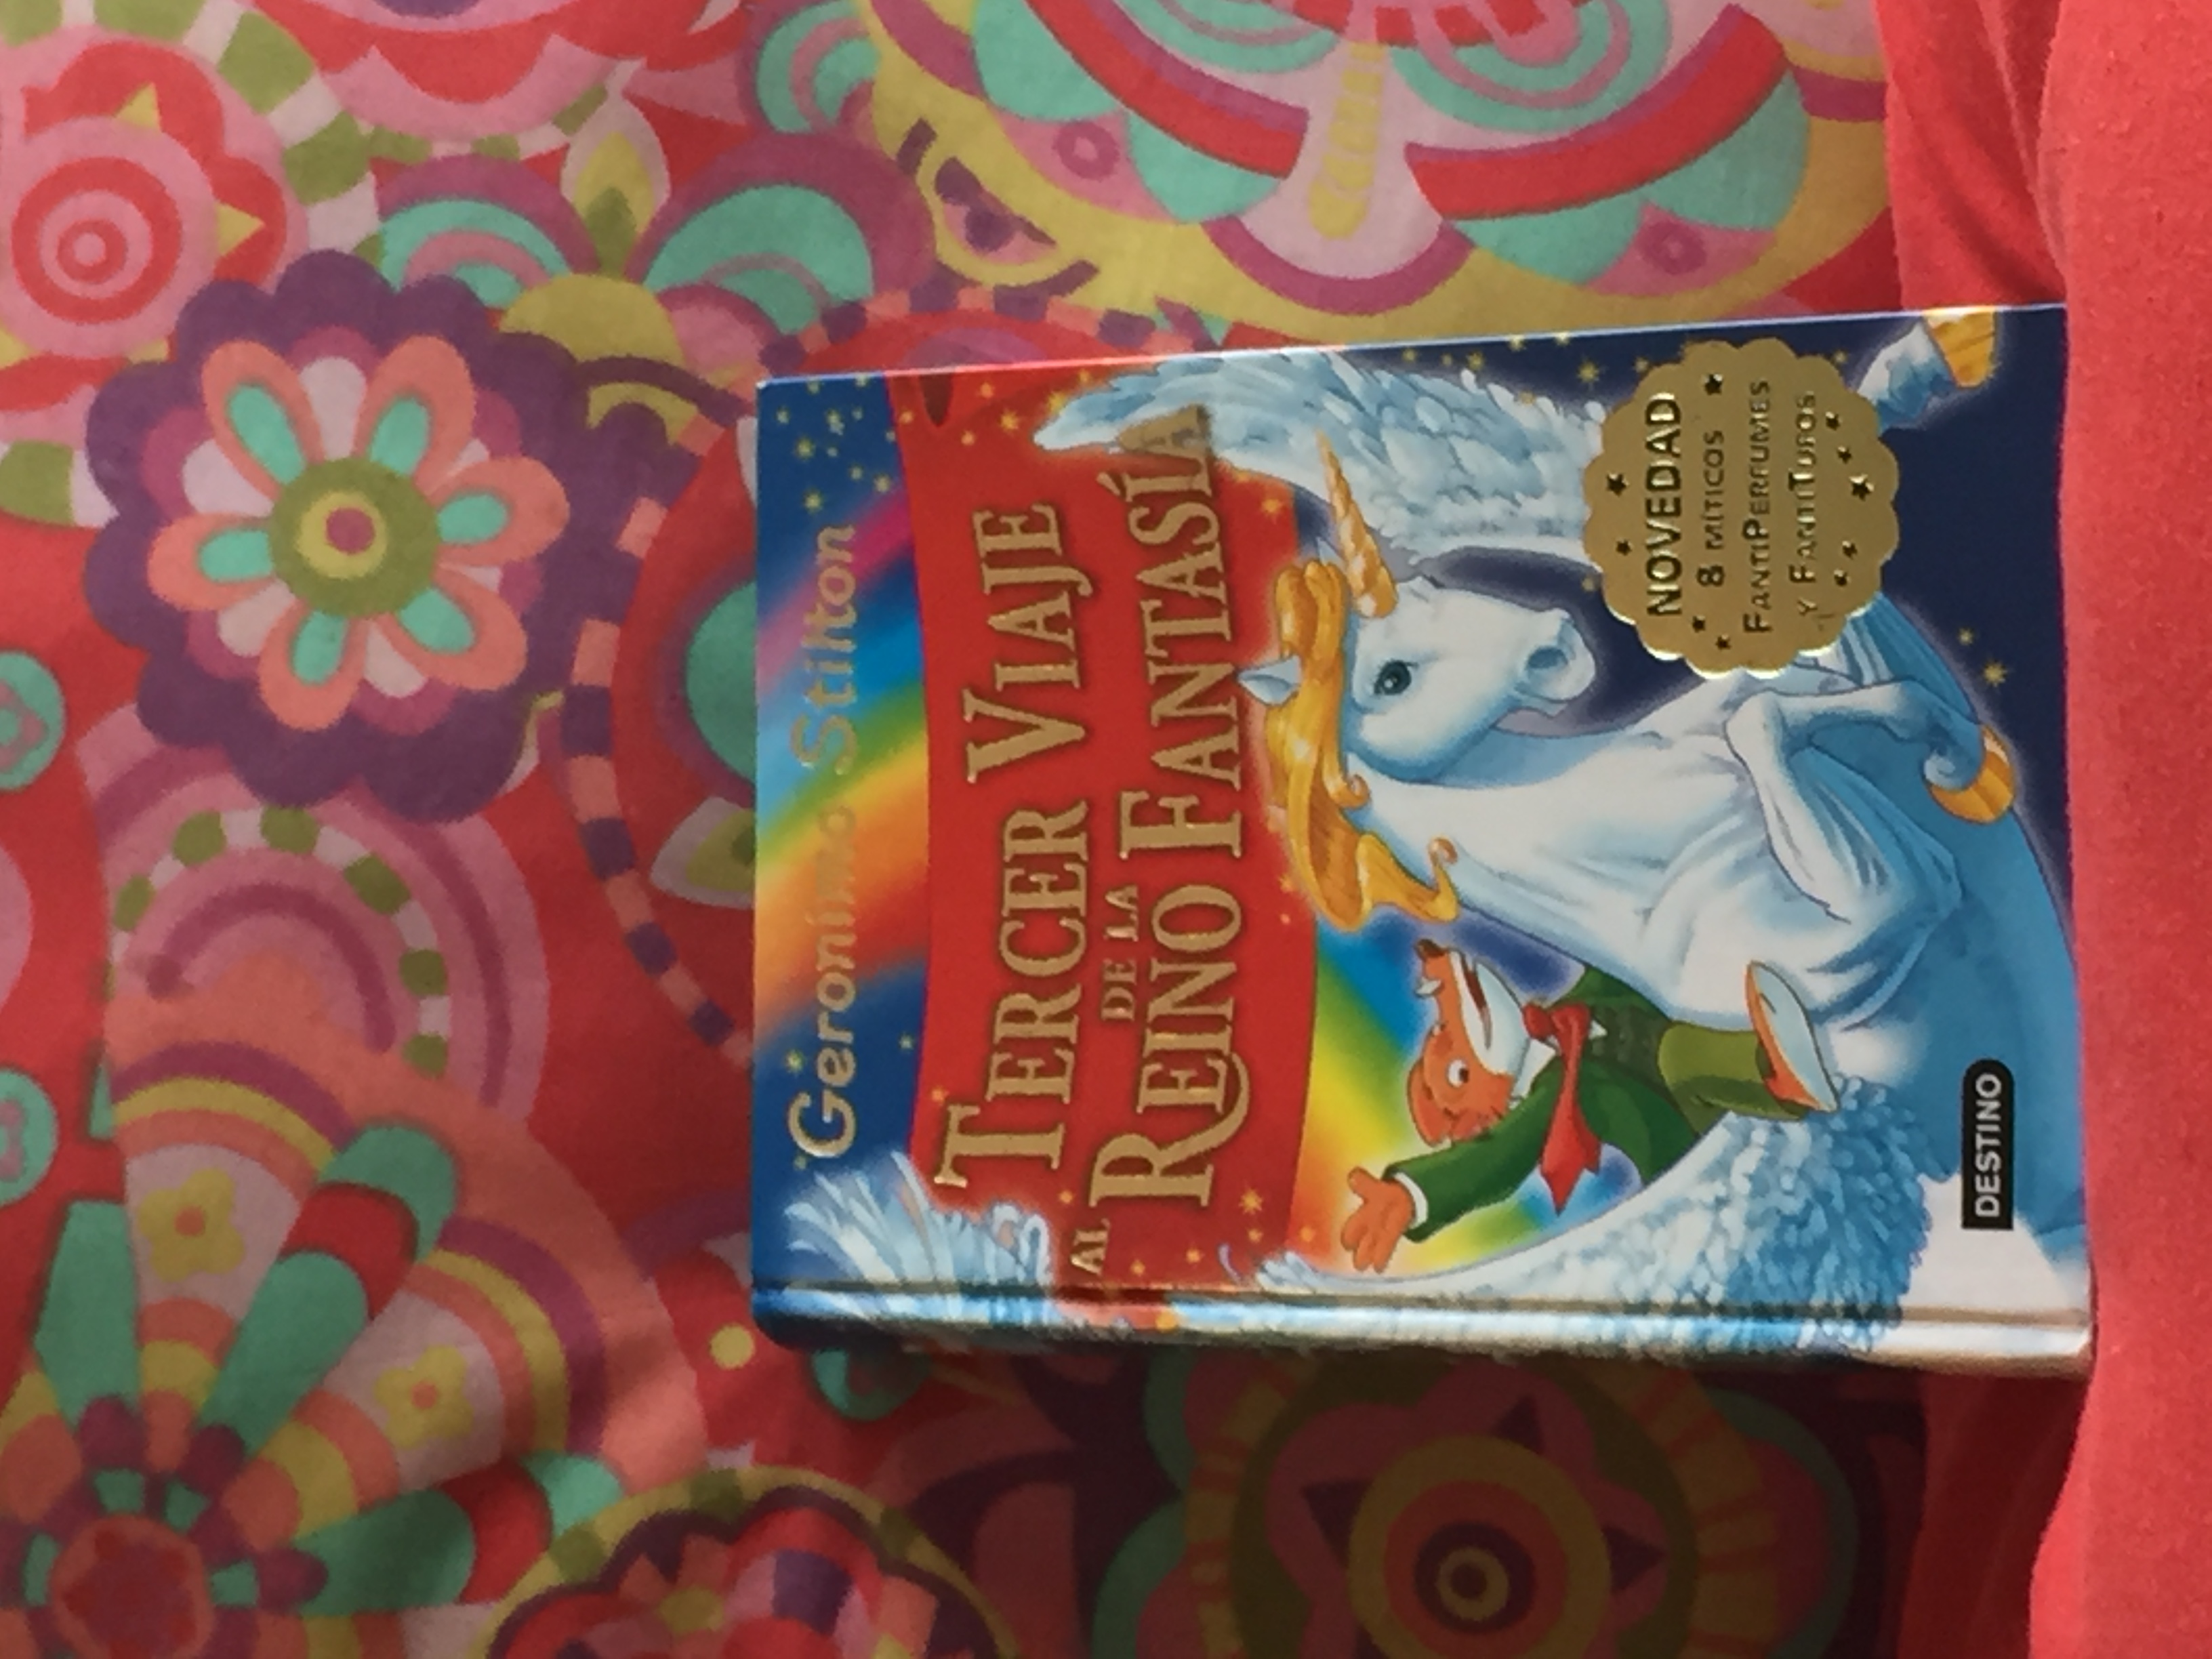 Geronimo Stilton
TERCER VIAJE
AL REINO DE LA FANTASÍA
NOVEDAD
8 MÍTICOS
FANTIPERFUMES
Y FANTITUFOS
DESTINO